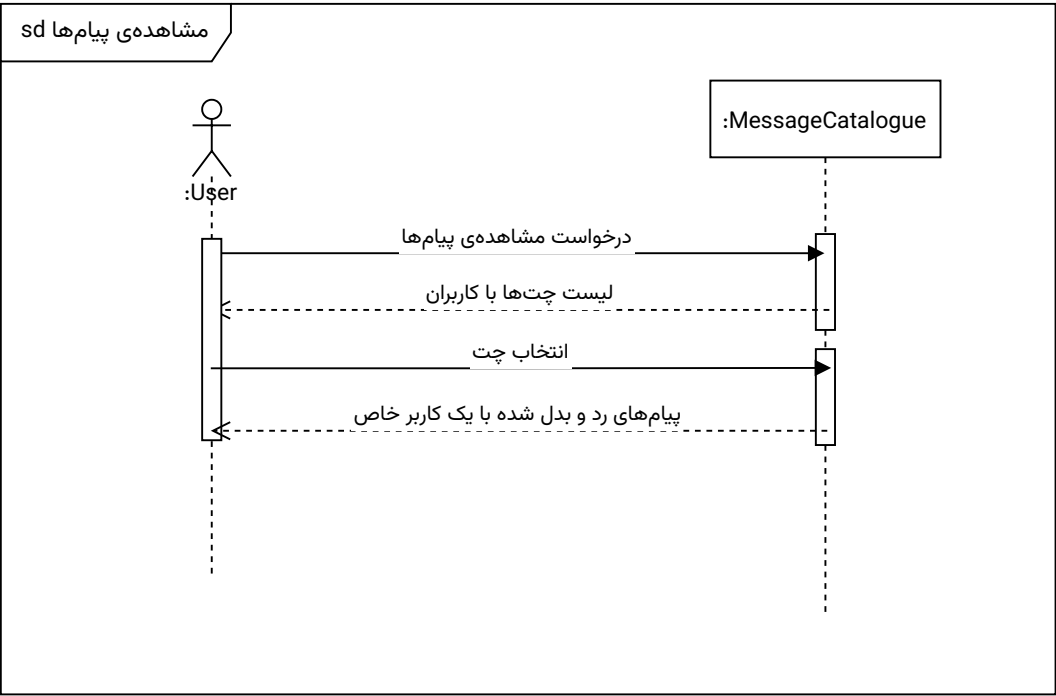 sd مشاهده‌ی پیام‌ها
:MessageCatalogue
:User
درخواست مشاهده‌ی پیام‌ها
لیست چت‌ها با کاربران
انتخاب چت
پیام‌های رد و بدل شده با یک کاربر خاص